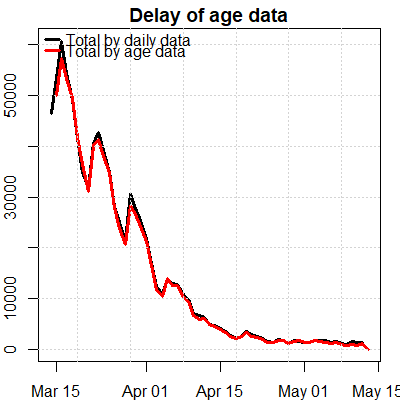 Delay of age data
Total by daily data
Total by age data
50000
30000
10000
0
Mar 15
Apr 01
Apr 15
May 01
May 15